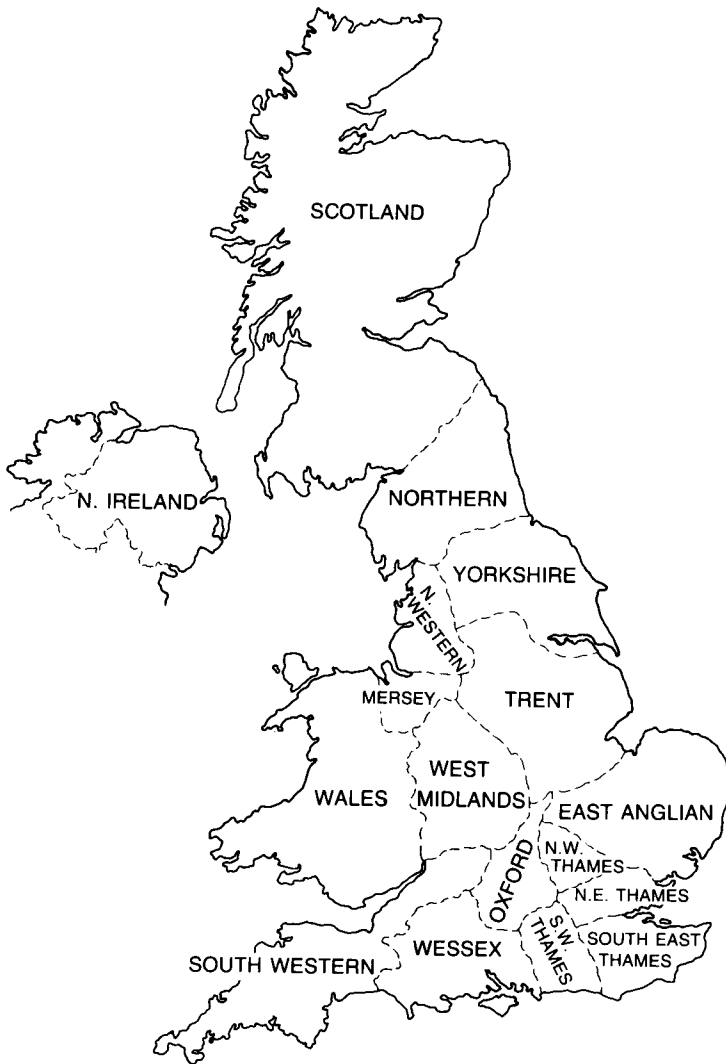 SCOTLAND
N. IRELAND
NORTHERN
YORKSHIRE
N.
WESTERN
MERSEY
TRENT
WALES
WEST
MIDLANDS
EAST ANGLIAN
OXFORD
N.W.
THAMES
N.E. THAMES
S.W.
THAMES
SOUTH EAST
THAMES
WESSEX
SOUTH WESTERN